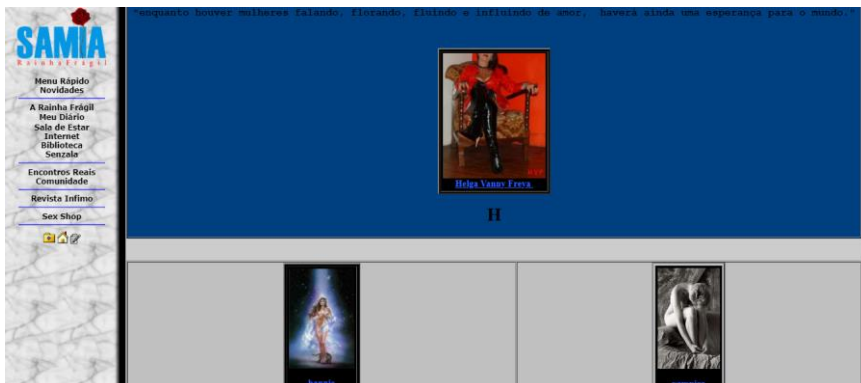 SAMIA
RainhaFrágil
Menu Rápido
Novidades
A Rainha Frágil
Meu Diário
Sala de Estar
Internet
Biblioteca
Senzala
Encontros Reais
Comunidade
Revista Infimo
Sex Shop
"enquanto houver mulheres falando, florando, fluindo e influindo de amor, haverá ainda uma esperança para o mundo."
Helga Vanny Freya
H